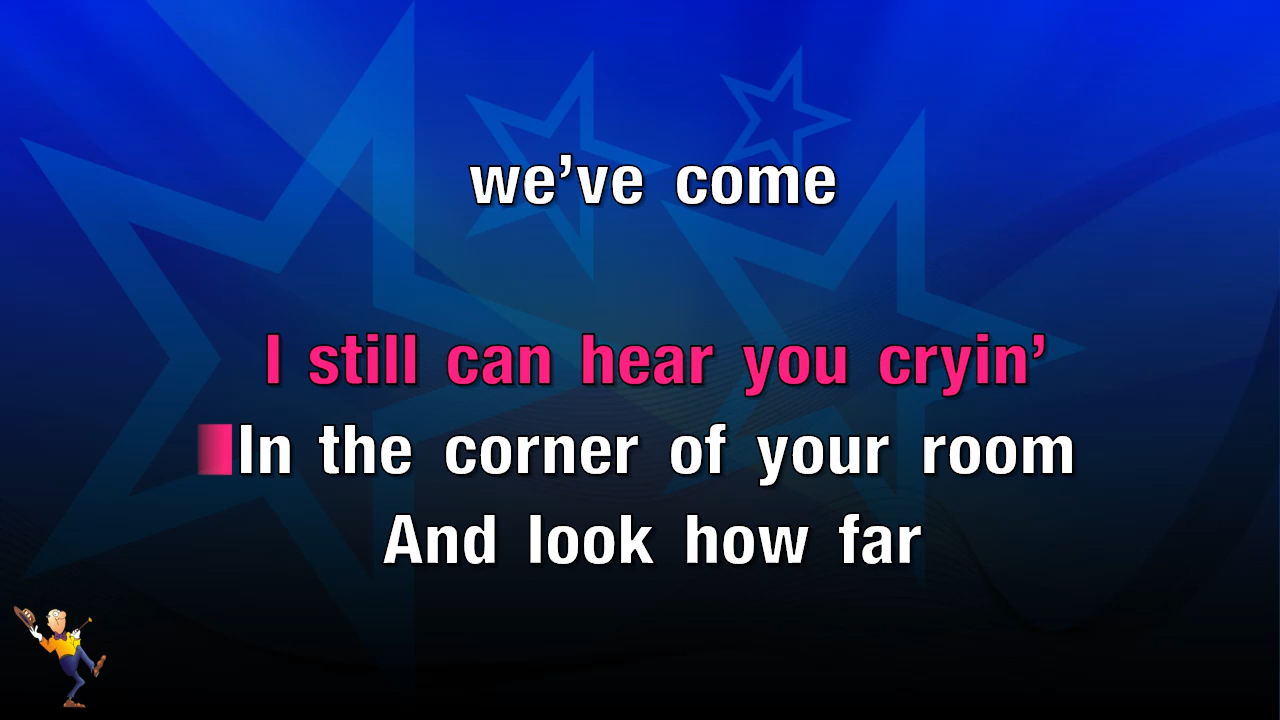 we’ve come
I still can hear you cryin’
In the corner of your room
And look how far